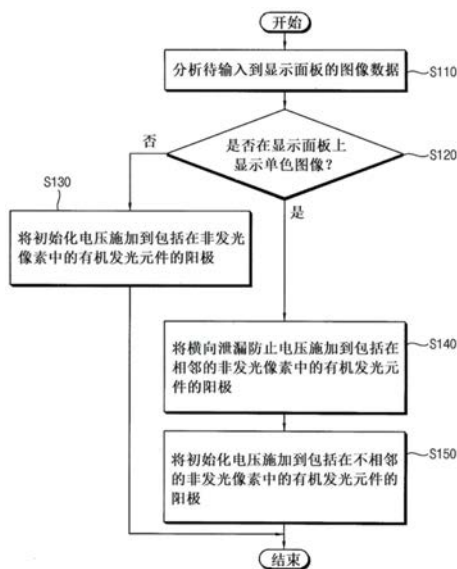 开始
分析待输入到显示面板的图像数据
S110
是否在显示面板上
显示单色图像？
S120
否
是
S130
将初始化电压施加到包括在非发光
像素中的有机发光元件的阳极
将横向泄漏防止电压施加到包括在
相邻的非发光像素中的有机发光元
件的阳极
S140
将初始化电压施加到包括在不相邻
的非发光像素中的有机发光元件的
阳极
S150
结束